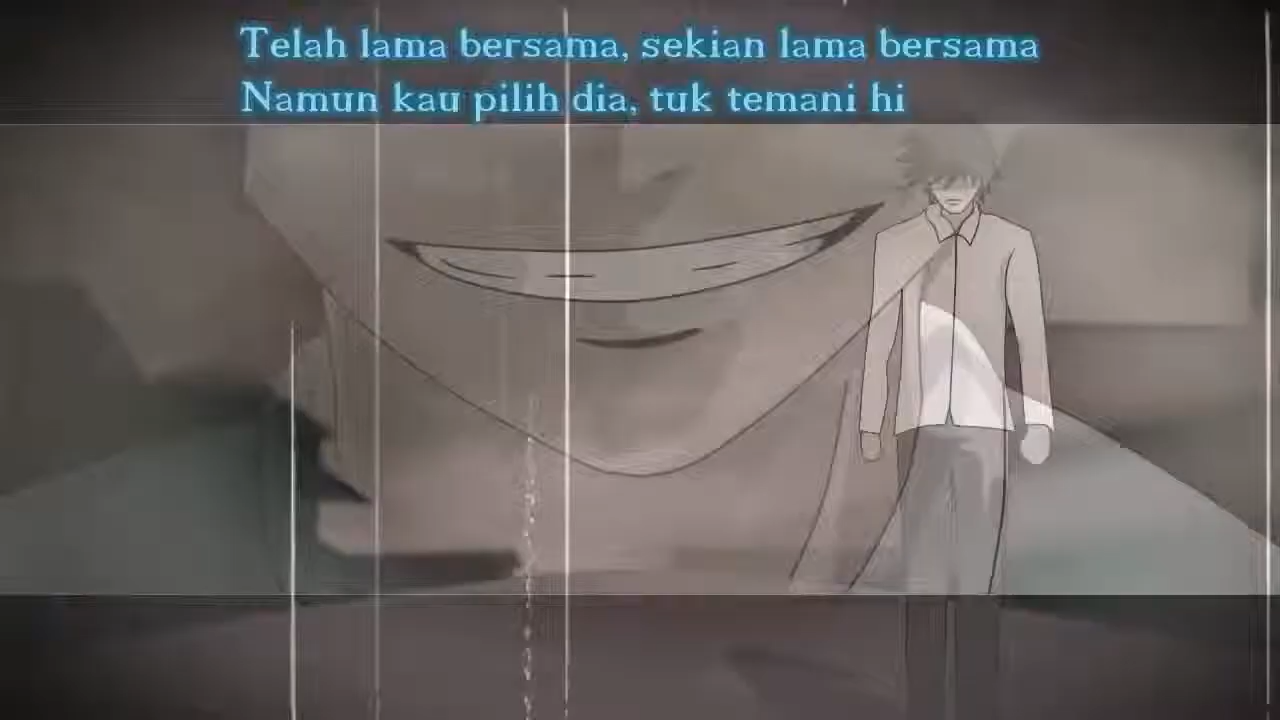 Telah lama bersama, sekian lama bersama
Namun kau pilih dia, tuk temani hi